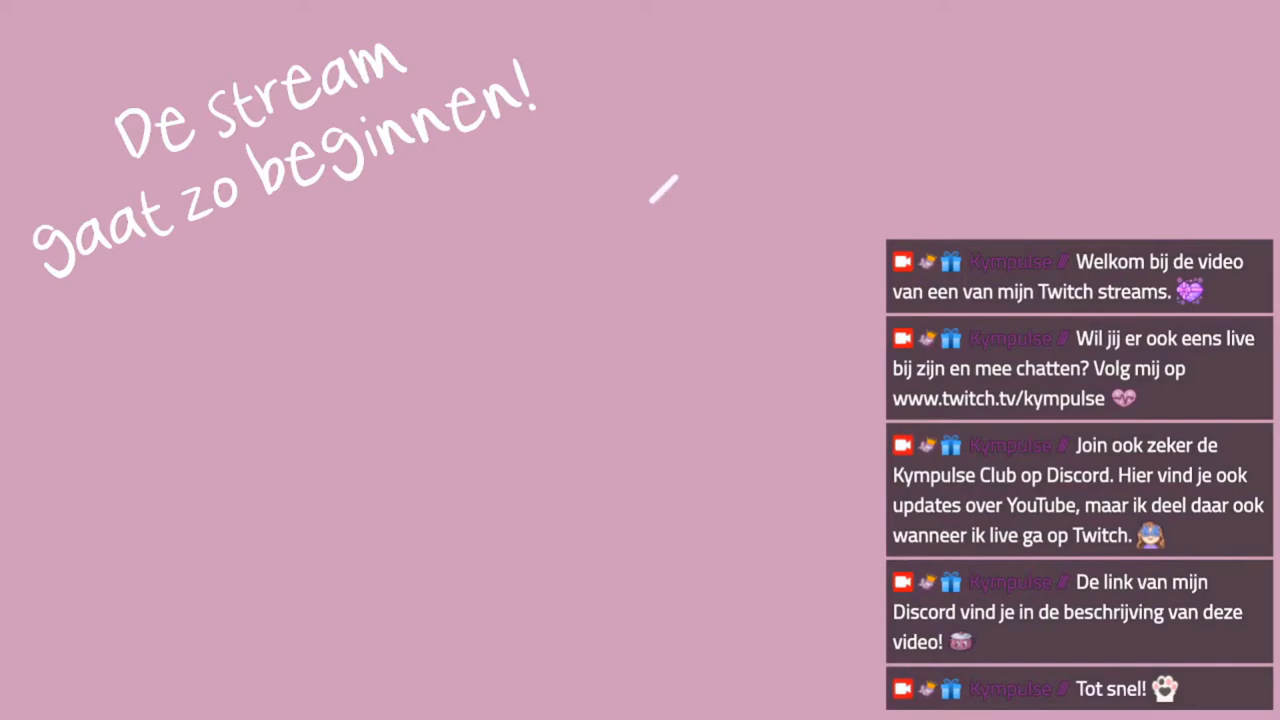 De stream
gaat zo beginnen!
Kympulse // Welkom bij de video
van een van mijn Twitch streams.
Kympulse // Wil jij er ook eens live
bij zijn en mee chatten? Volg mij op
www.twitch.tv/kympulse
Kympulse // Join ook zeker de
Kympulse Club op Discord. Hier vind je ook
updates over YouTube, maar ik deel daar ook
wanneer ik live ga op Twitch.
Kympulse // De link van mijn
Discord vind je in de beschrijving van deze
video!
Kympulse // Tot snel!